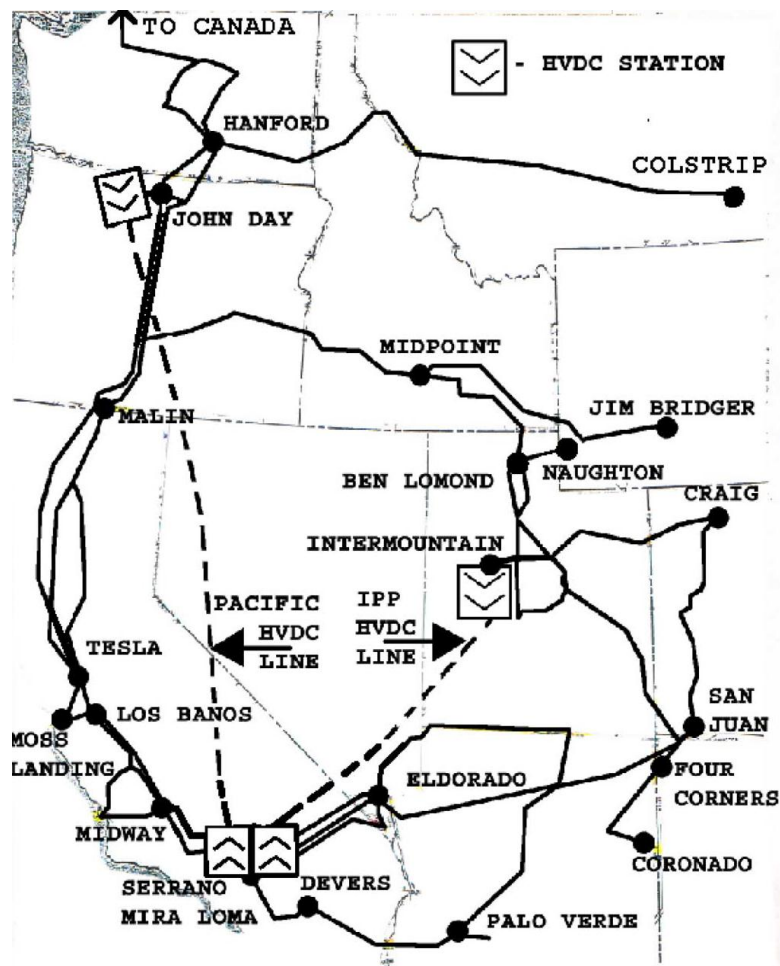 TO CANADA
- HVDC STATION
HANFORD
COLSTRIP
JOHN DAY
MIDPOINT
JIM BRIDGER
MALIN
BEN LOMOND
NAUGHTON
CRAIG
INTERMOUNTAIN
PACIFIC
HVDC
LINE
IPP
HVDC
LINE
TESLA
LOS BANOS
SAN
JUAN
MOSS
LANDING
ELDORADO
FOUR
CORNERS
MIDWAY
CORONADO
SERRANO
MIRA LOMA
DEVERS
PALO VERDE